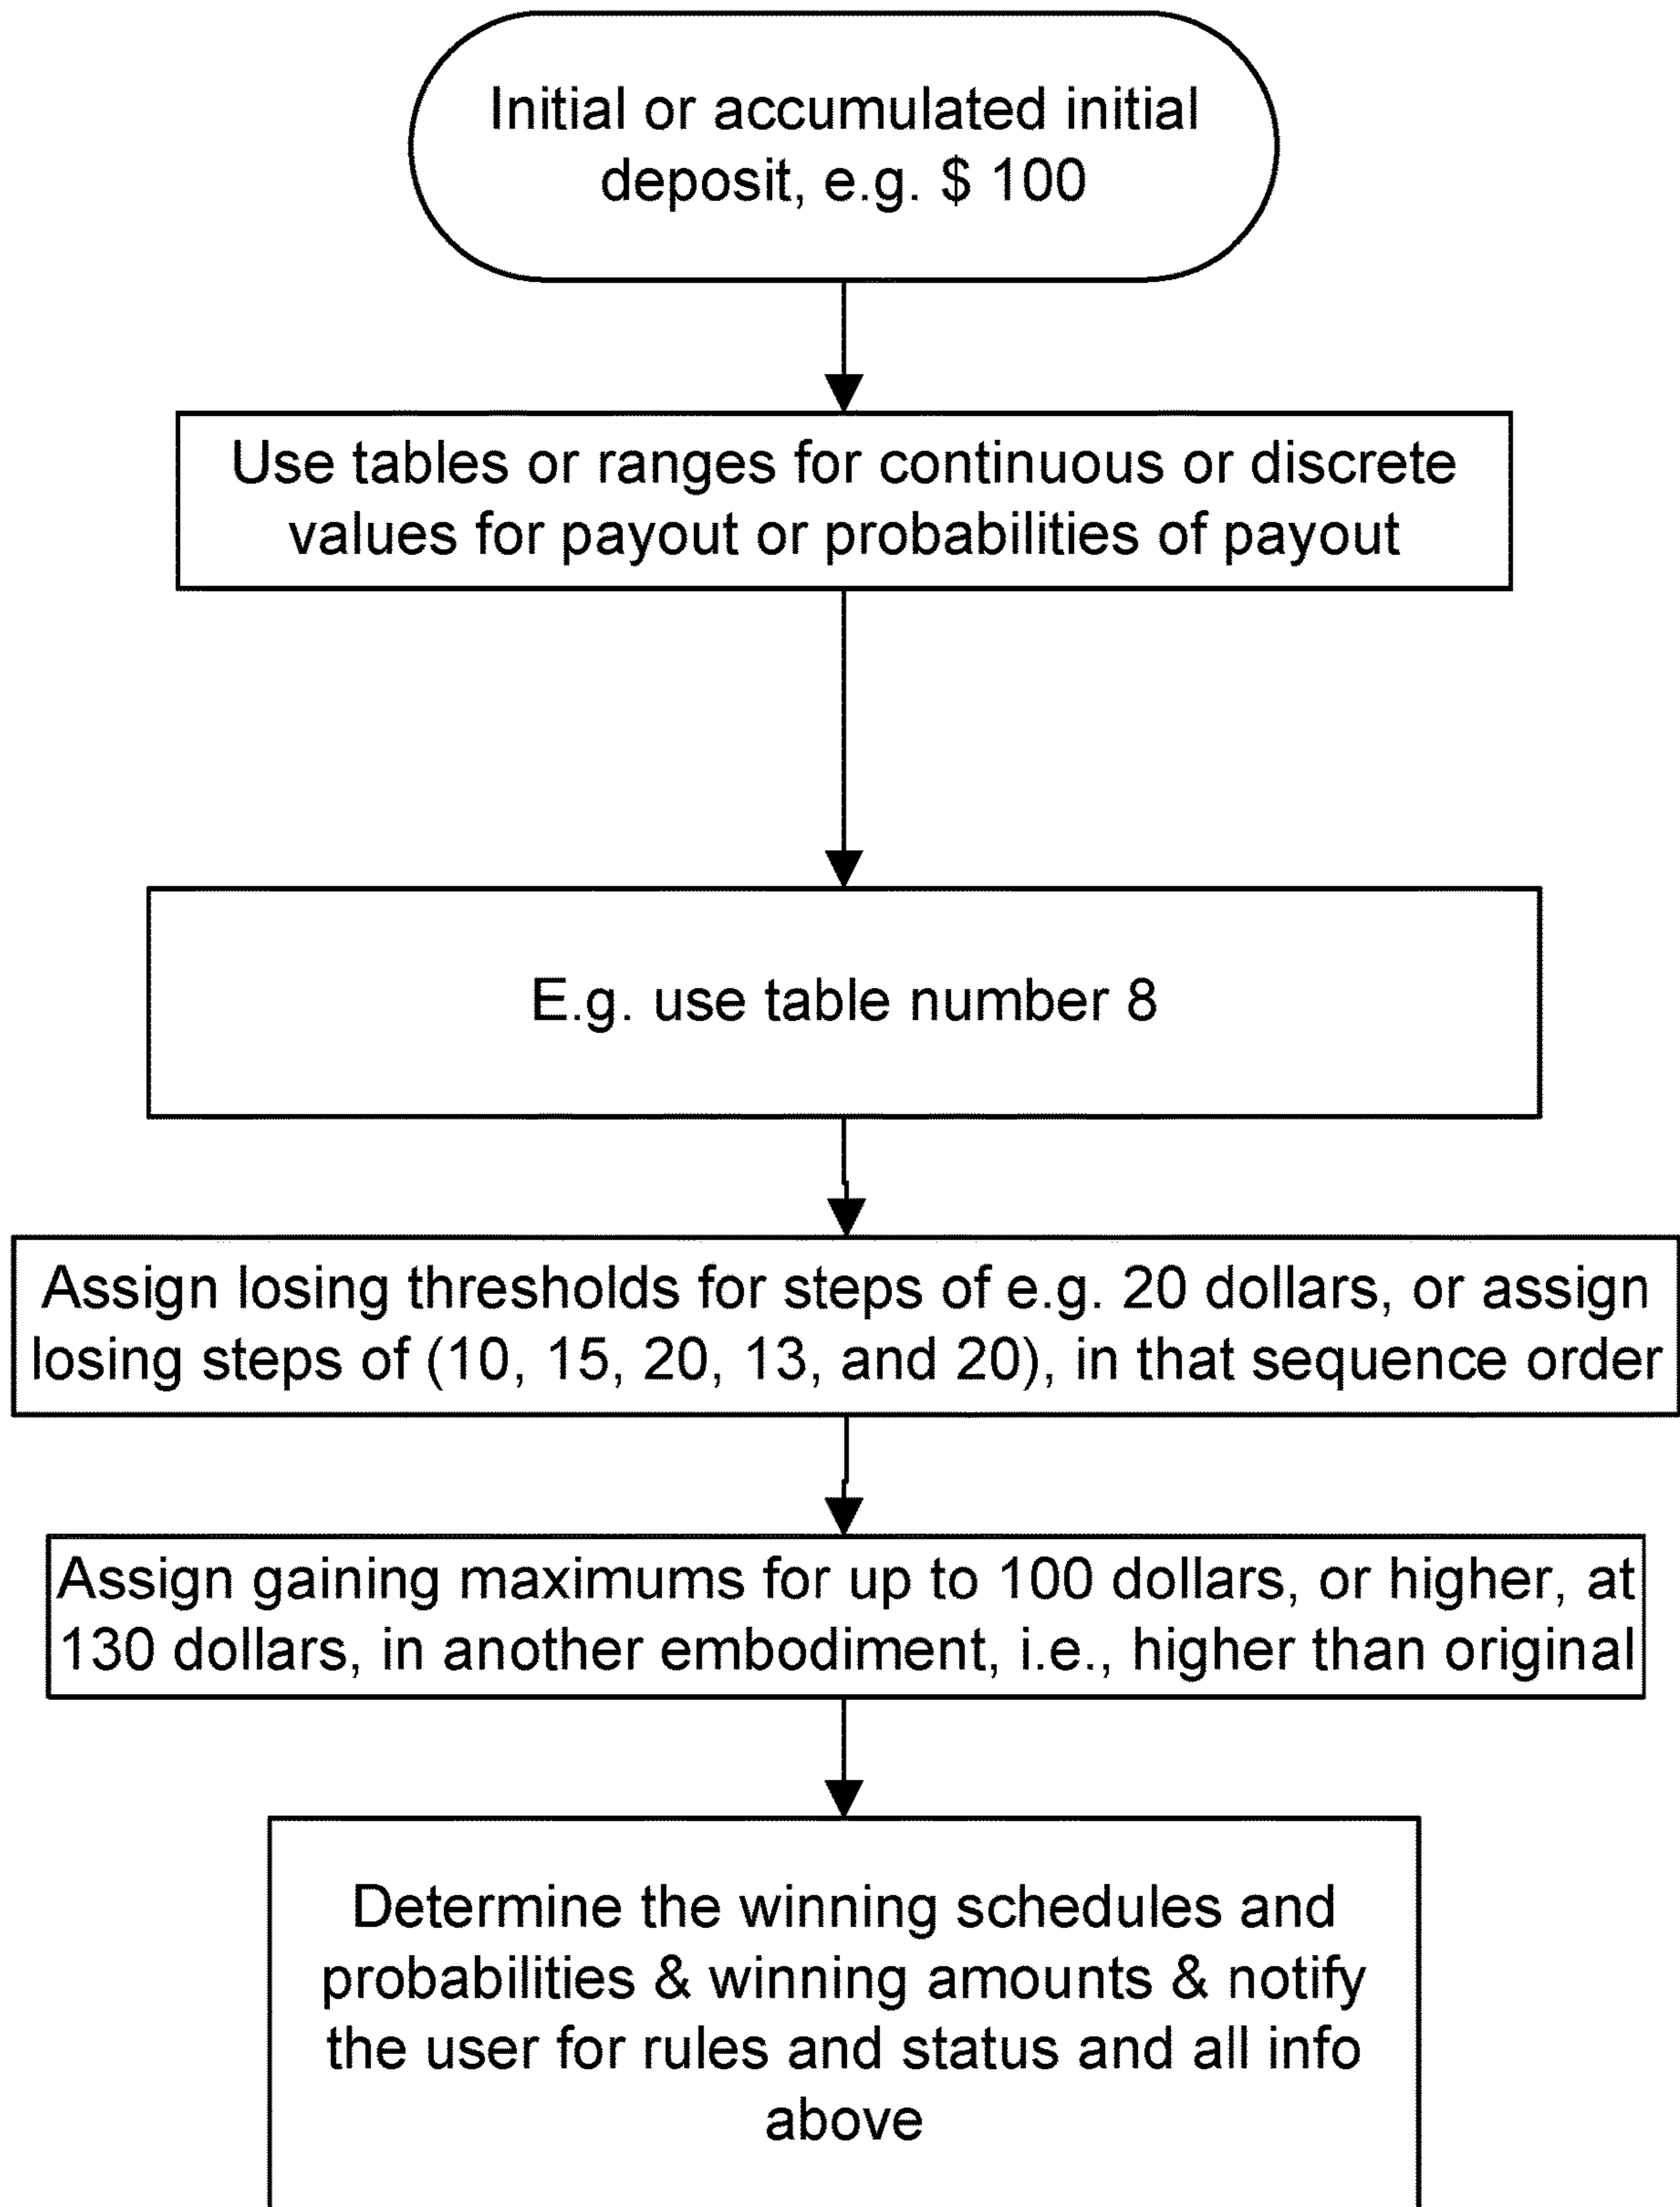 Initial or accumulated initial
deposit, e.g. $ 100
Use tables or ranges for continuous or discrete
values for payout or probabilities of payout
E.g. use table number 8
Assign losing thresholds for steps of e.g. 20 dollars, or assign
losing steps of (10, 15, 20, 13, and 20), in that sequence order
Assign gaining maximums for up to 100 dollars, or higher, at
130 dollars, in another embodiment, i.e., higher than original
Determine the winning schedules and
probabilities & winning amounts & notify
the user for rules and status and all info
above